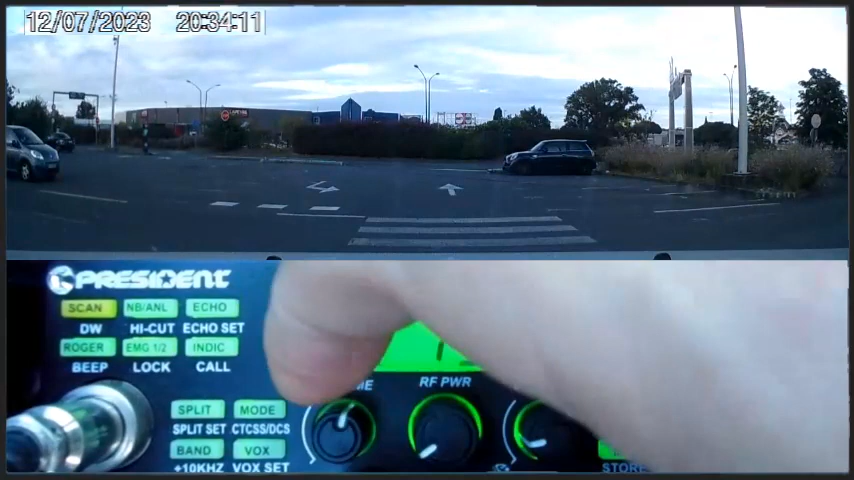 12/07/2023 20:34:11
PRESIDENT
SCAN NB/ANL ECHO
DW HI-CUT ECHO SET
ROGER EMG 1/2 INDIC
BEEP LOCK CALL
RF PWR
SPLIT MODE
SPLIT SET CTCSS/DCS
BAND VOX
+10KHZ VOX SET
STORE